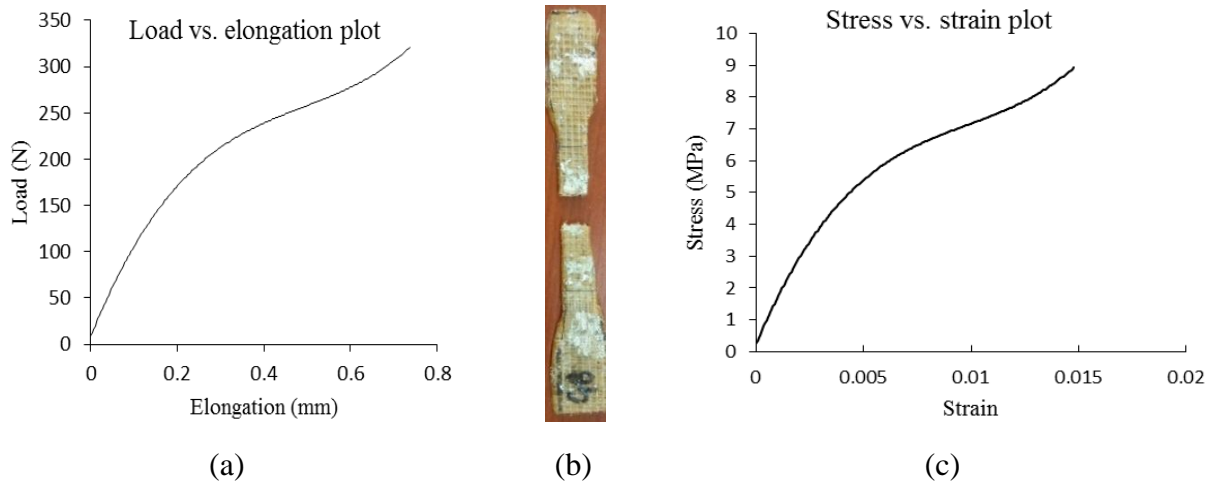 Load vs. elongation plot
350
300
250
200
150
100
50
0
Load (N)
0 0.2 0.4 0.6 0.8
Elongation (mm)
(a)
(b)
Stress vs. strain plot
10
9
8
7
6
5
4
3
2
1
0
Stress (MPa)
0 0.005 0.01 0.015 0.02
Strain
(c)